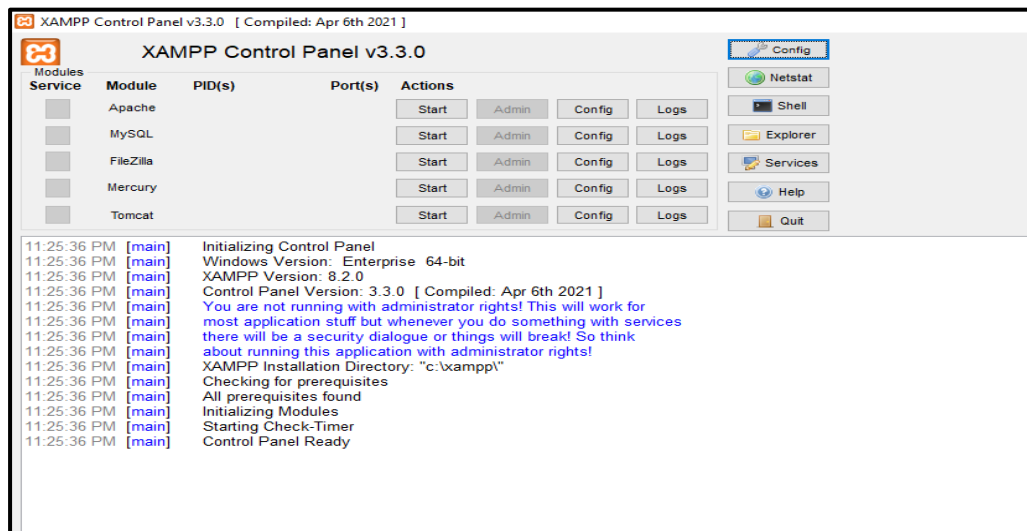 XAMPP Control Panel v3.3.0 [ Compiled: Apr 6th 2021 ]
XAMPP Control Panel v3.3.0
Config
Modules
Service Module PID(s) Port(s) Actions
Netstat
Apache Start Admin Config Logs
Shell
MySQL Start Admin Config Logs
Explorer
FileZilla Start Admin Config Logs
Services
Mercury Start Admin Config Logs
Help
Tomcat Start Admin Config Logs
Quit
11:25:36 PM [main] Initializing Control Panel
11:25:36 PM [main] Windows Version: Enterprise 64-bit
11:25:36 PM [main] XAMPP Version: 8.2.0
11:25:36 PM [main] Control Panel Version: 3.3.0 [ Compiled: Apr 6th 2021 ]
11:25:36 PM [main] You are not running with administrator rights! This will work for
11:25:36 PM [main] most application stuff but whenever you do something with services
11:25:36 PM [main] there will be a security dialogue or things will break! So think
11:25:36 PM [main] about running this application with administrator rights!
11:25:36 PM [main] XAMPP Installation Directory: "c:\xampp\"
11:25:36 PM [main] Checking for prerequisites
11:25:36 PM [main] All prerequisites found
11:25:36 PM [main] Initializing Modules
11:25:36 PM [main] Starting Check-Timer
11:25:36 PM [main] Control Panel Ready